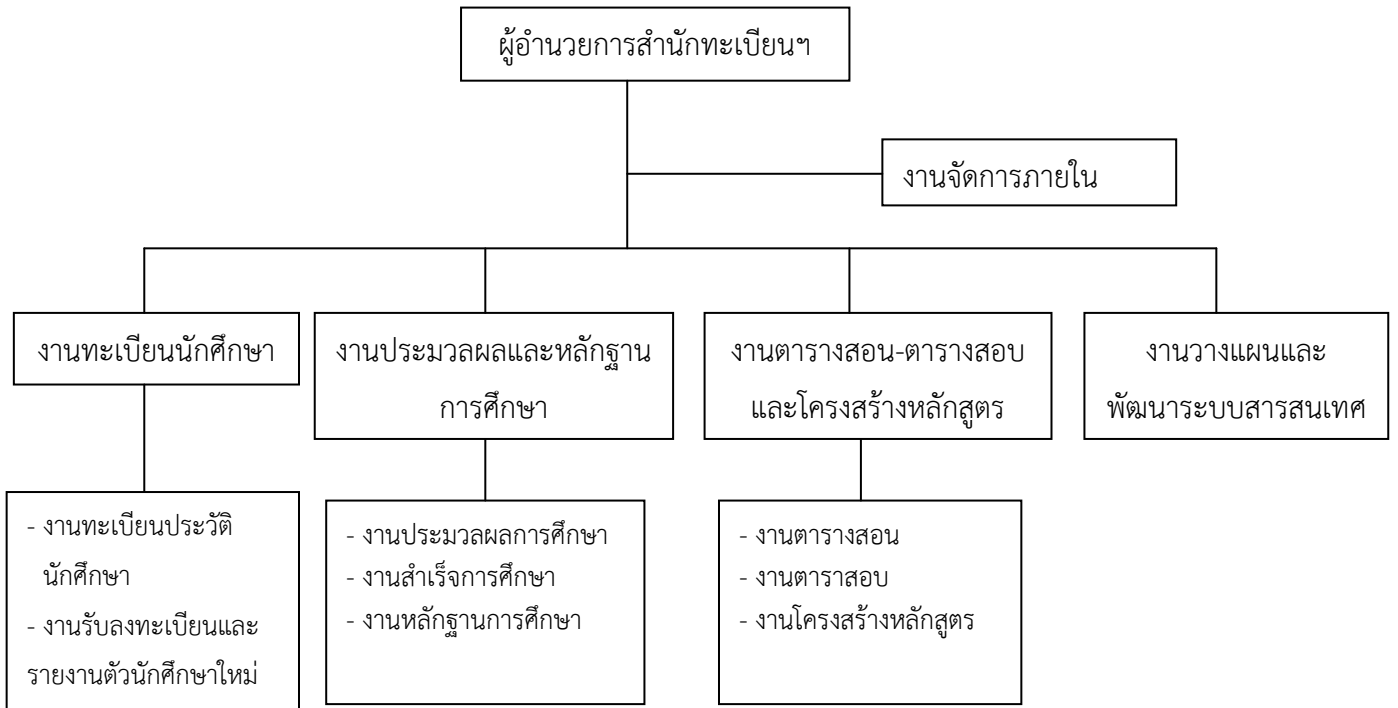 ผู้อำนวยการสำนักทะเบียนฯ
งานจัดการภายใน
งานทะเบียนนักศึกษา
งานประมวลผลและหลักฐาน
การศึกษา
งานตารางสอน-ตารางสอบ
และโครงสร้างหลักสูตร
งานวางแผนและ
พัฒนาระบบสารสนเทศ
- งานทะเบียนประวัติ
นักศึกษา
- งานรับลงทะเบียนและ
รายงานตัวนักศึกษาใหม่
- งานประมวลผลการศึกษา
- งานสำเร็จการศึกษา
- งานหลักฐานการศึกษา
- งานตารางสอน
- งานตาราสอบ
- งานโครงสร้างหลักสูตร